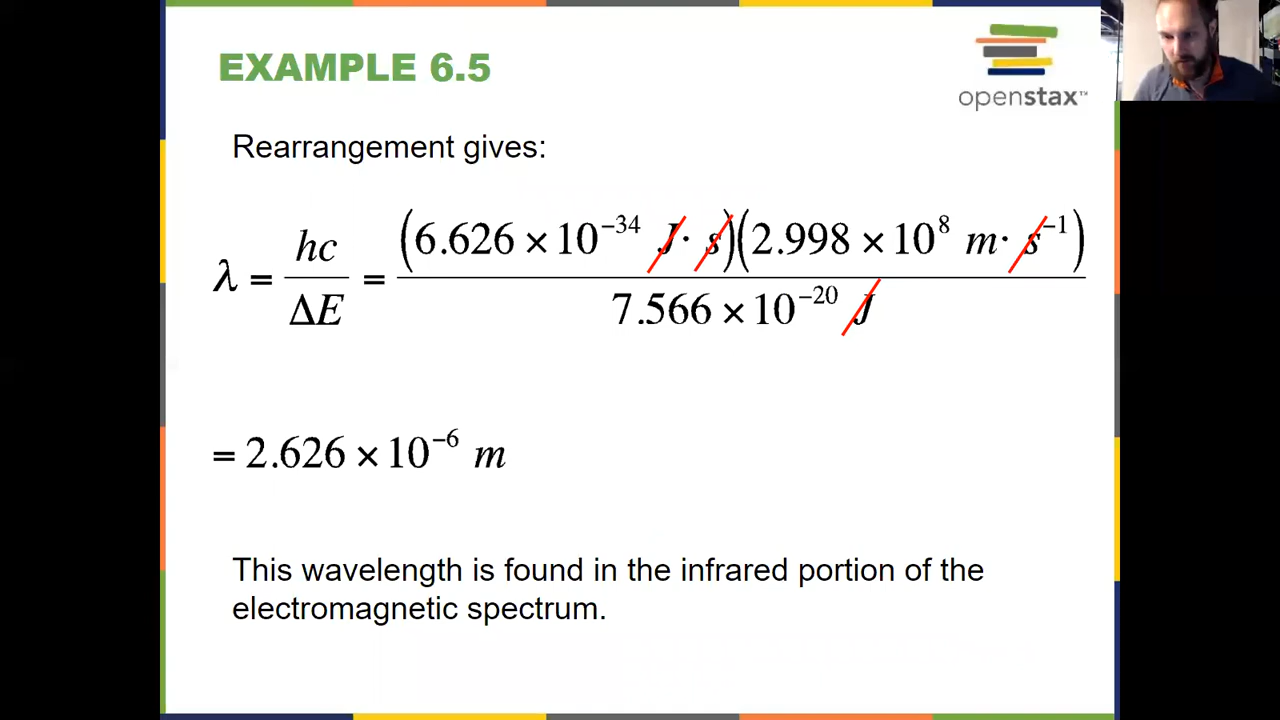 EXAMPLE 6.5
openstax™
Rearrangement gives:
λ = hc / ΔE = (6.626 × 10⁻³⁴ J· s)(2.998 × 10⁸ m· s⁻¹) / 7.566 × 10⁻²⁰ J
= 2.626 × 10⁻⁶ m
This wavelength is found in the infrared portion of the
electromagnetic spectrum.